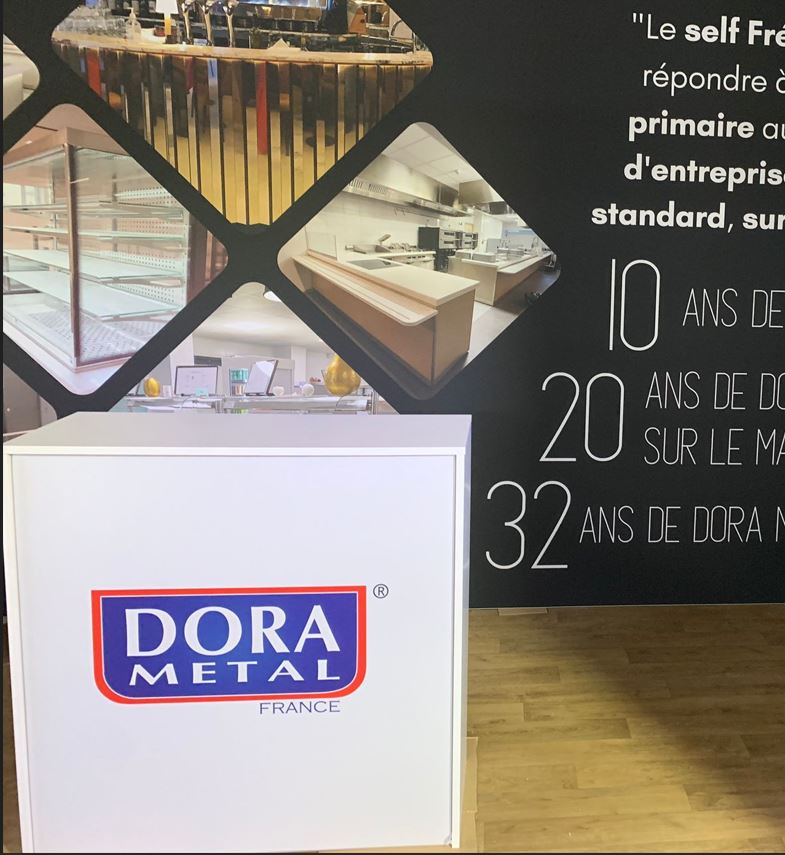 "Le self Fré
répondre à
primaire au
d'entreprise
standard, sur
10 ANS DE
20 ANS DE DO
SUR LE MA
32 ANS DE DORA M
DORA ®
METAL
FRANCE